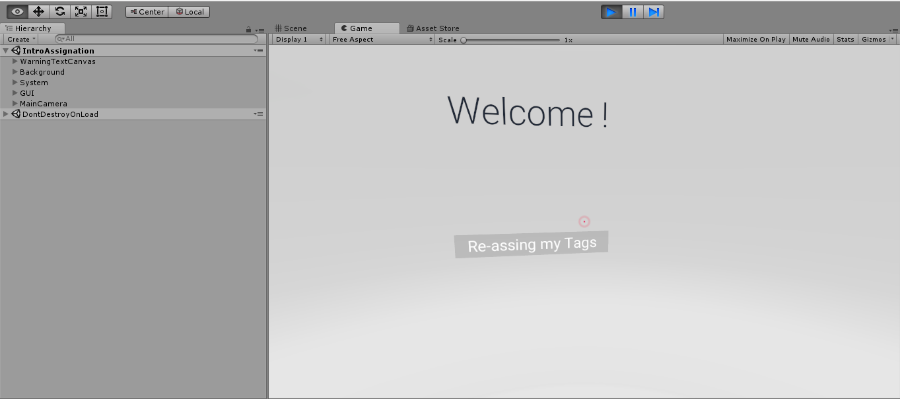 Center Local
Hierarchy
Create All
IntroAssignation
WarningTextCanvas
Background
System
GUI
MainCamera
DontDestroyOnLoad
Scene Game Asset Store
Display 1 Free Aspect Scale 1x Maximize On Play Mute Audio Stats Gizmos
Welcome !
Re-assing my Tags